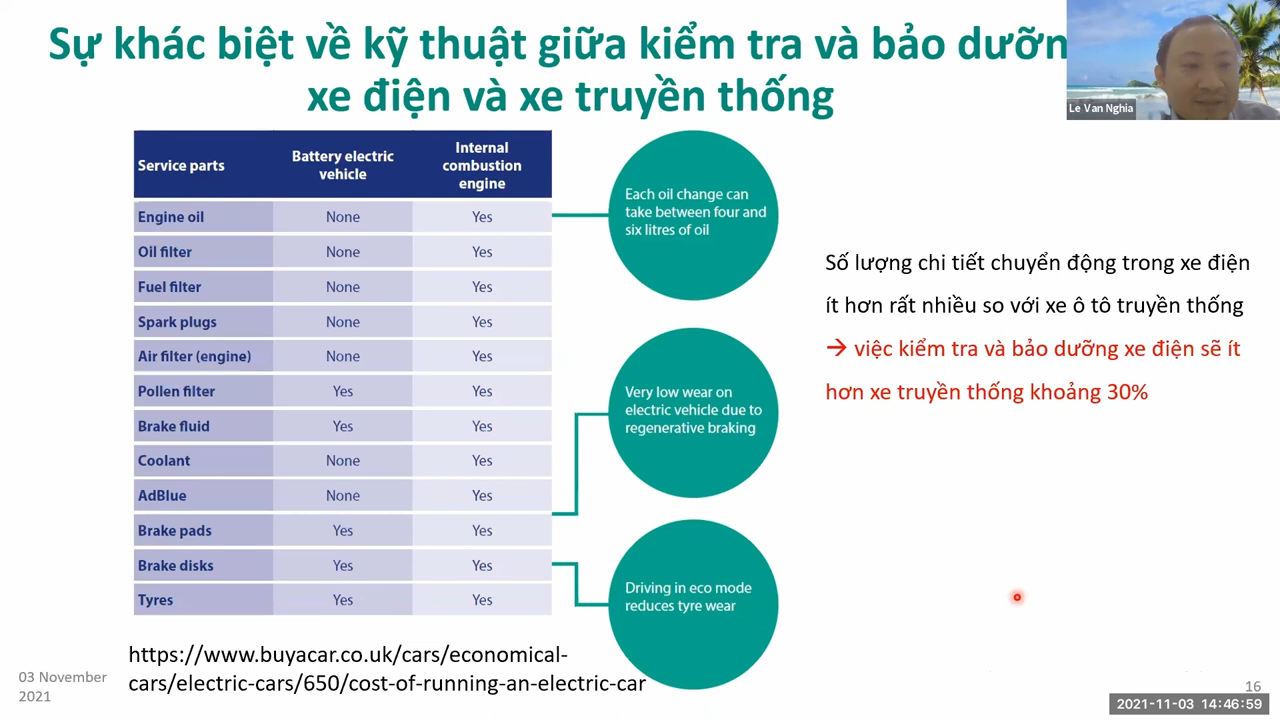 Sự khác biệt về kỹ thuật giữa kiểm tra và bảo dưỡn
xe điện và xe truyền thống
Le Van Nghia
Service parts Battery electric vehicle Internal combustion engine
Engine oil None Yes
Oil filter None Yes
Fuel filter None Yes
Spark plugs None Yes
Air filter (engine) None Yes
Pollen filter Yes Yes
Brake fluid Yes Yes
Coolant None Yes
AdBlue None Yes
Brake pads Yes Yes
Brake disks Yes Yes
Tyres Yes Yes
Each oil change can
take between four and
six litres of oil
Very low wear on
electric vehicle due to
regenerative braking
Driving in eco mode
reduces tyre wear
Số lượng chi tiết chuyển động trong xe điện
ít hơn rất nhiều so với xe ô tô truyền thống
→ việc kiểm tra và bảo dưỡng xe điện sẽ ít
hơn xe truyền thống khoảng 30%
https://www.buyacar.co.uk/cars/economical-
cars/electric-cars/650/cost-of-running-an-electric-car
03 November
2021
16
2021-11-03 14:46:59